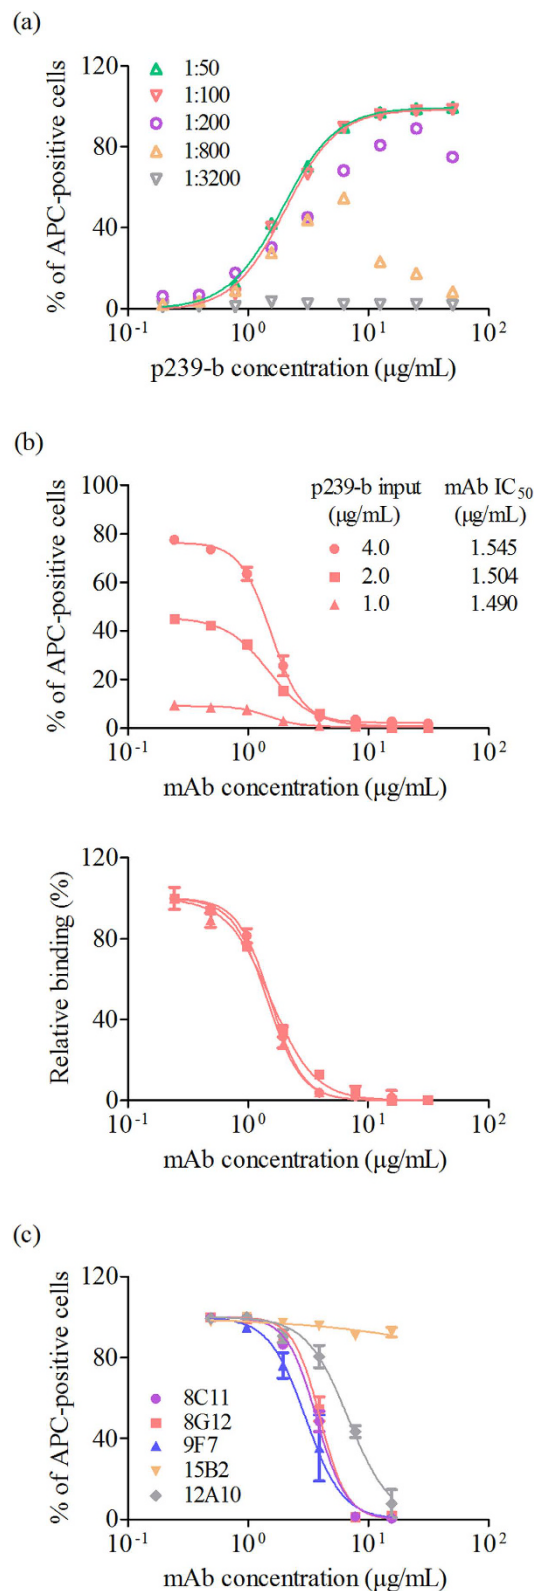 (a)
% of APC-positive cells
120
80
40
0
1:50
1:100
1:200
1:800
1:3200
10-1 100 101 102
p239-b concentration (µg/mL)
(b)
% of APC-positive cells
100
80
60
40
20
0
p239-b input mAb IC50
(µg/mL) (µg/mL)
4.0 1.545
2.0 1.504
1.0 1.490
10-1 100 101 102
mAb concentration (µg/mL)
Relative binding (%)
120
80
40
0
10-1 100 101 102
mAb concentration (µg/mL)
(c)
% of APC-positive cells
120
80
40
0
8C11
8G12
9F7
15B2
12A10
10-1 100 101 102
mAb concentration (µg/mL)